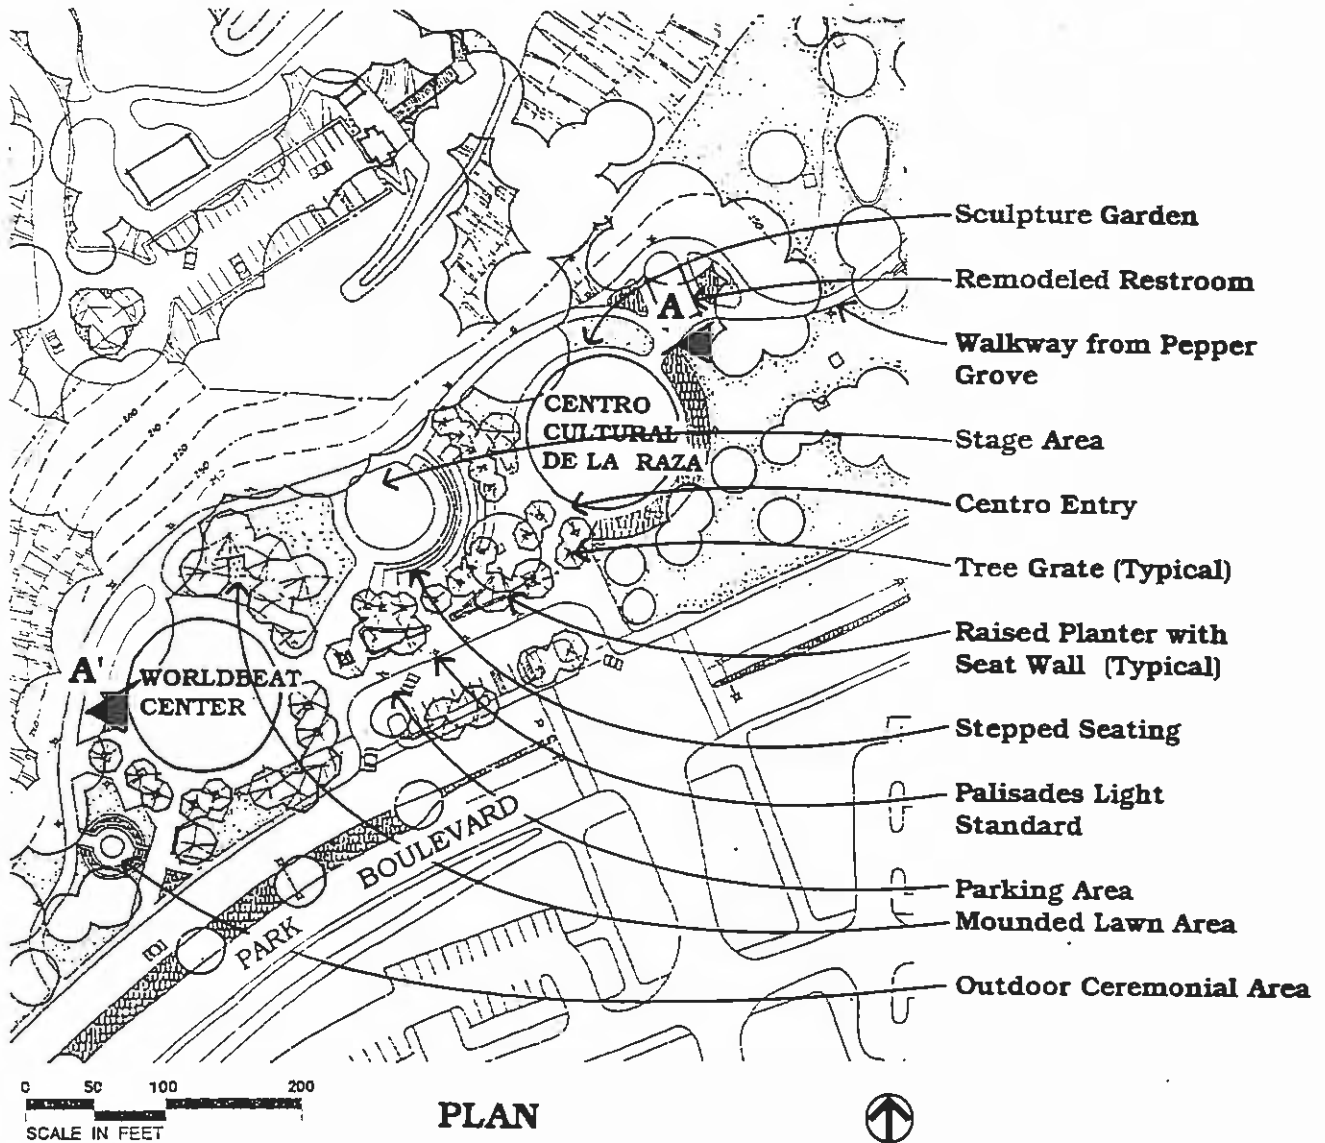 Sculpture Garden
Remodeled Restroom
A
Walkway from Pepper
Grove
CENTRO
CULTURAL
DE LA RAZA
Stage Area
Centro Entry
Tree Grate (Typical)
Raised Planter with
Seat Wall (Typical)
A'
WORLDBEAT
CENTER
Stepped Seating
Palisades Light
Standard
Parking Area
Mounded Lawn Area
PARK BOULEVARD
Outdoor Ceremonial Area
0 50 100 200
SCALE IN FEET
PLAN